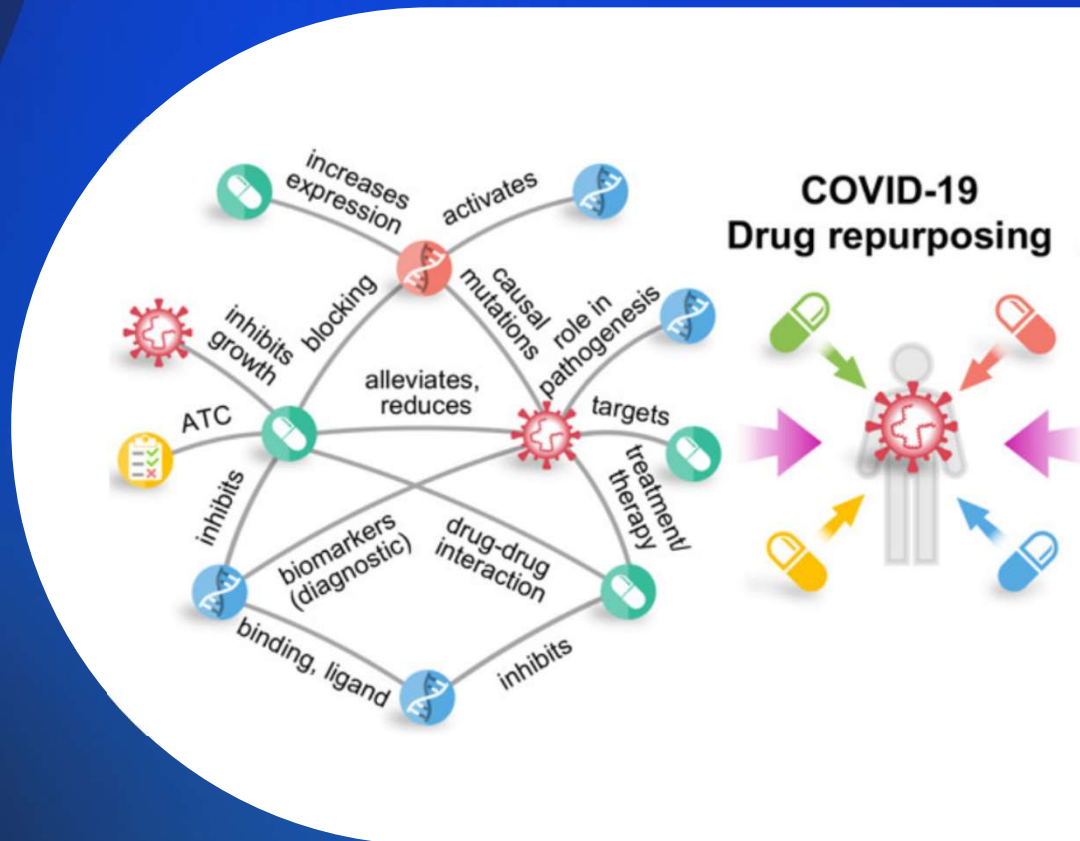 increases
expression
activates
COVID-19
Drug repurposing
causal
mutations
role in
pathogenesis
blocking
inhibits
growth
alleviates,
reduces
targets
ATC
treatment/
therapy
inhibits
biomarkers
(diagnostic)
drug-drug
interaction
binding, ligand
inhibits